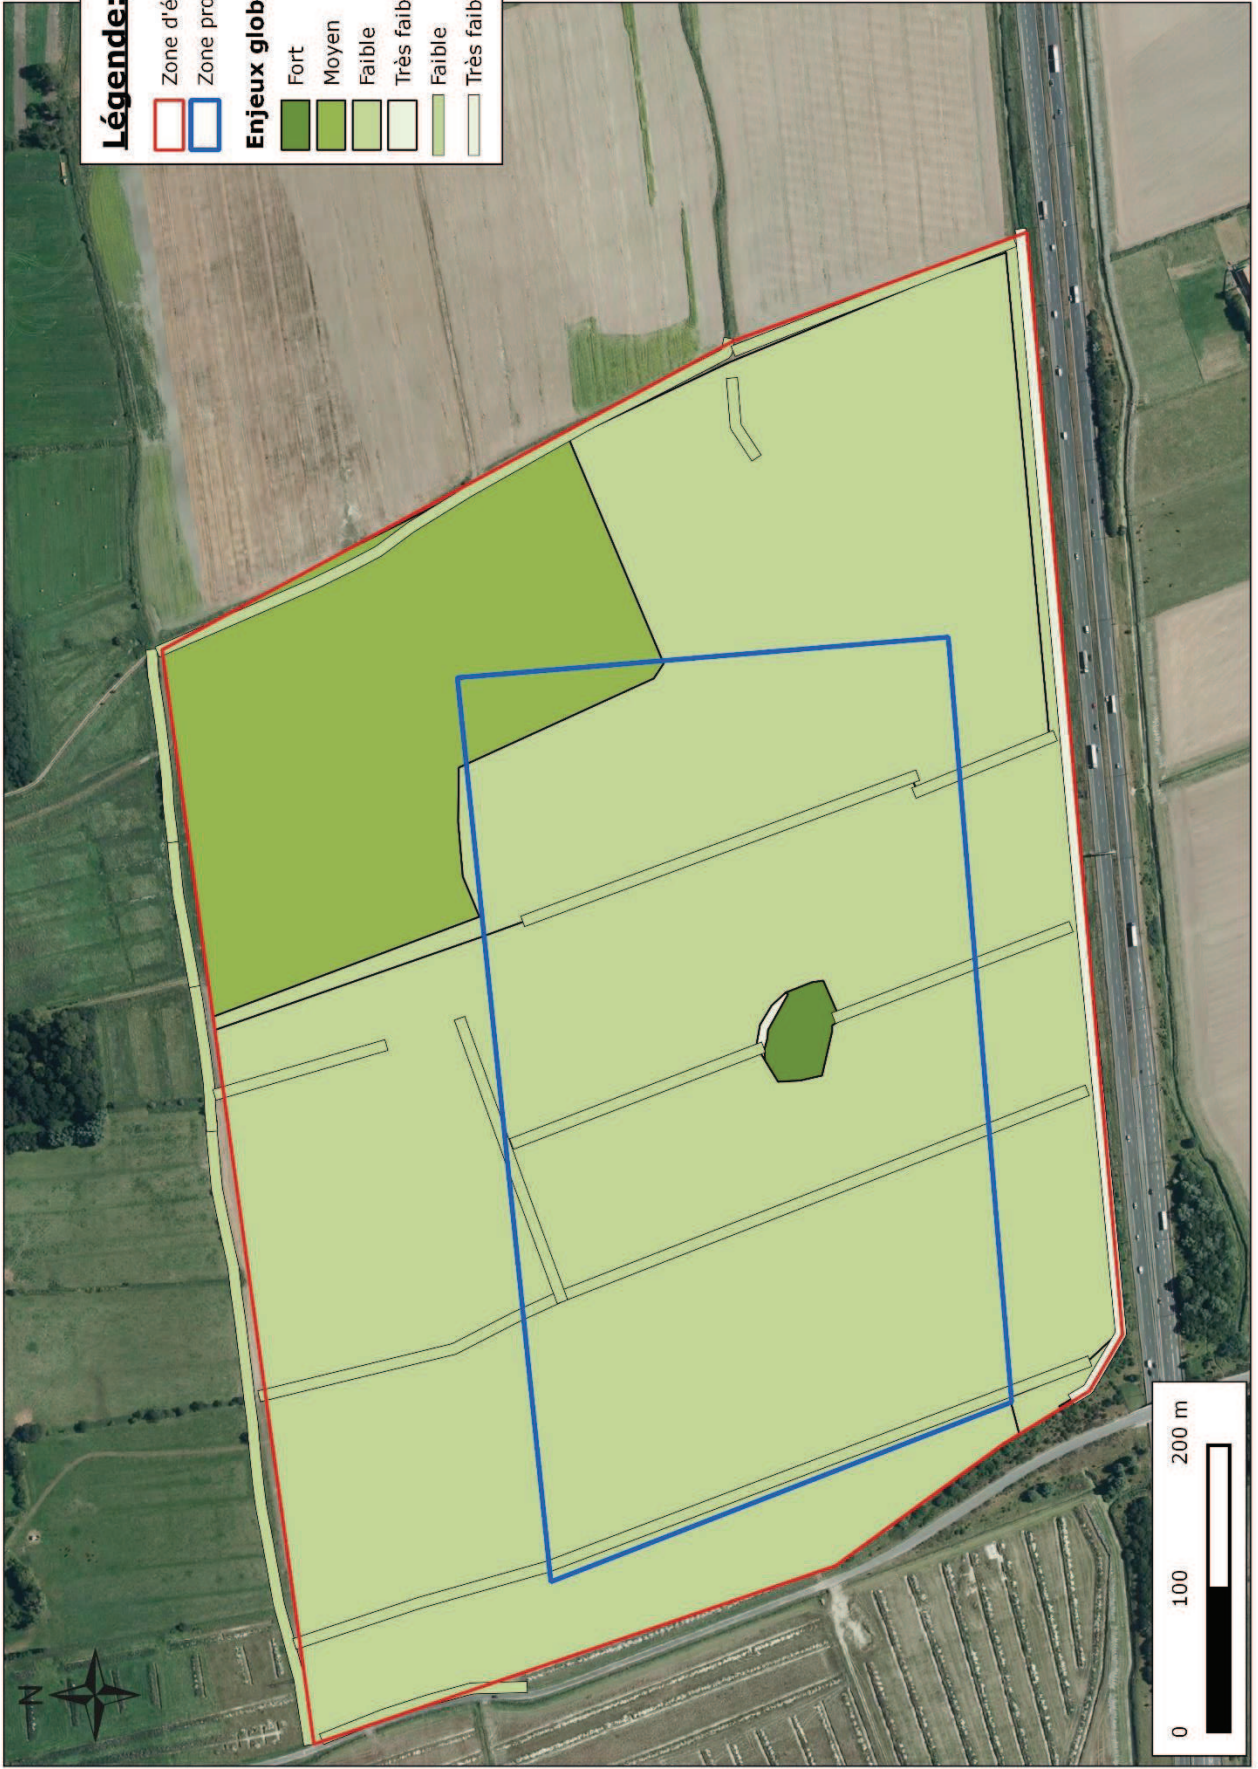 Légende:
Zone d'é
Zone pro
Enjeux glob
Fort
Moyen
Faible
Très faib
Faible
Très faib
N
0 100 200 m